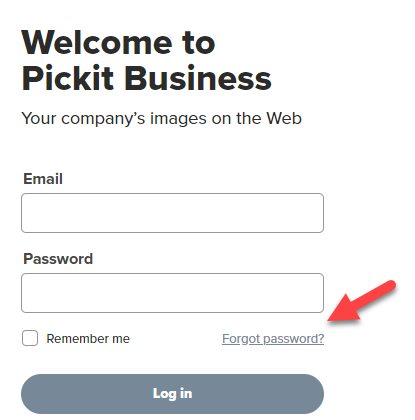 Welcome to
Pickit Business
Your company’s images on the Web
Email
Password
Remember me
Forgot password?
Log in